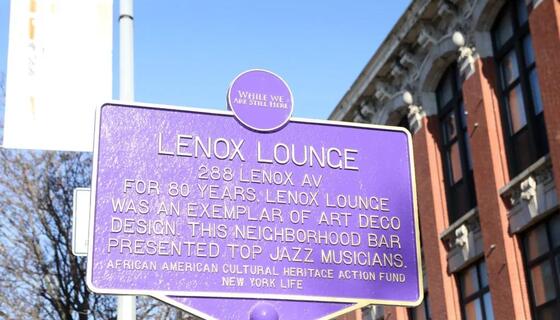 WHILE WE
ARE STILL HERE
LENOX LOUNGE
288 LENOX AV
FOR 80 YEARS, LENOX LOUNGE
WAS AN EXEMPLAR OF ART DECO
DESIGN. THIS NEIGHBORHOOD BAR
PRESENTED TOP JAZZ MUSICIANS.
AFRICAN AMERICAN CULTURAL HERITAGE ACTION FUND
NEW YORK LIFE